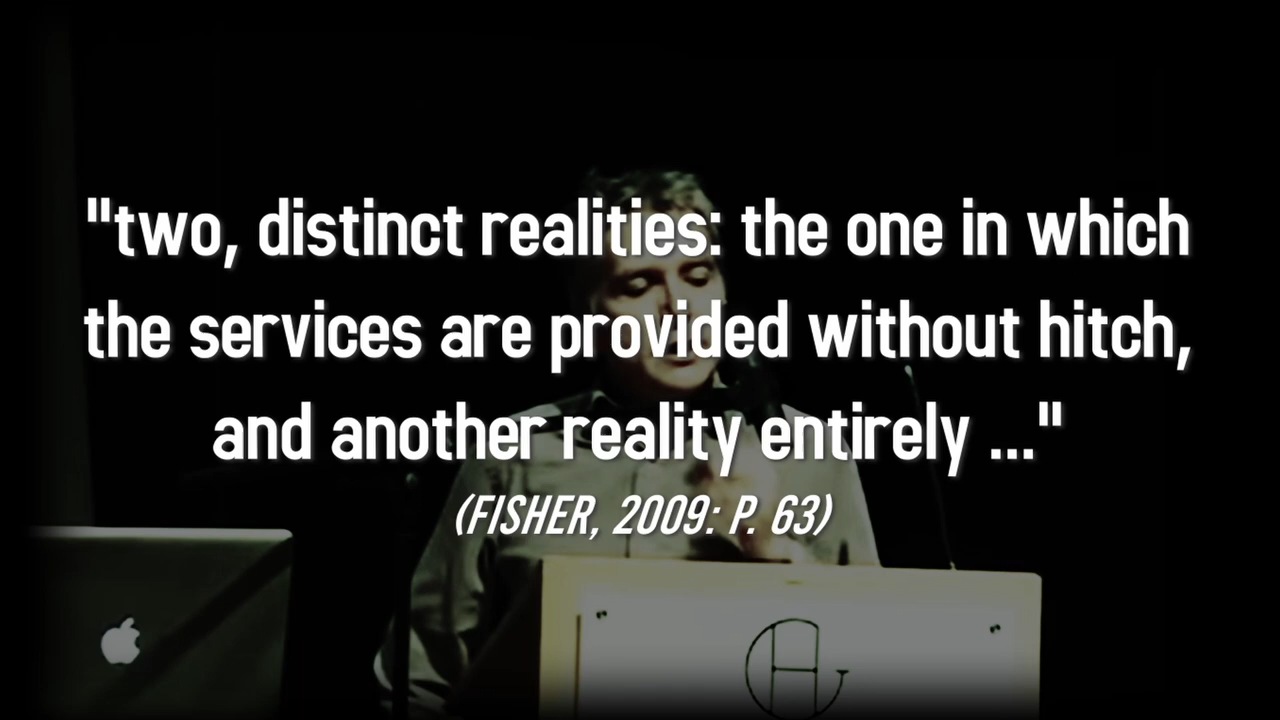 "two, distinct realities: the one in which
the services are provided without hitch,
and another reality entirely ..."
(FISHER, 2009: P. 63)